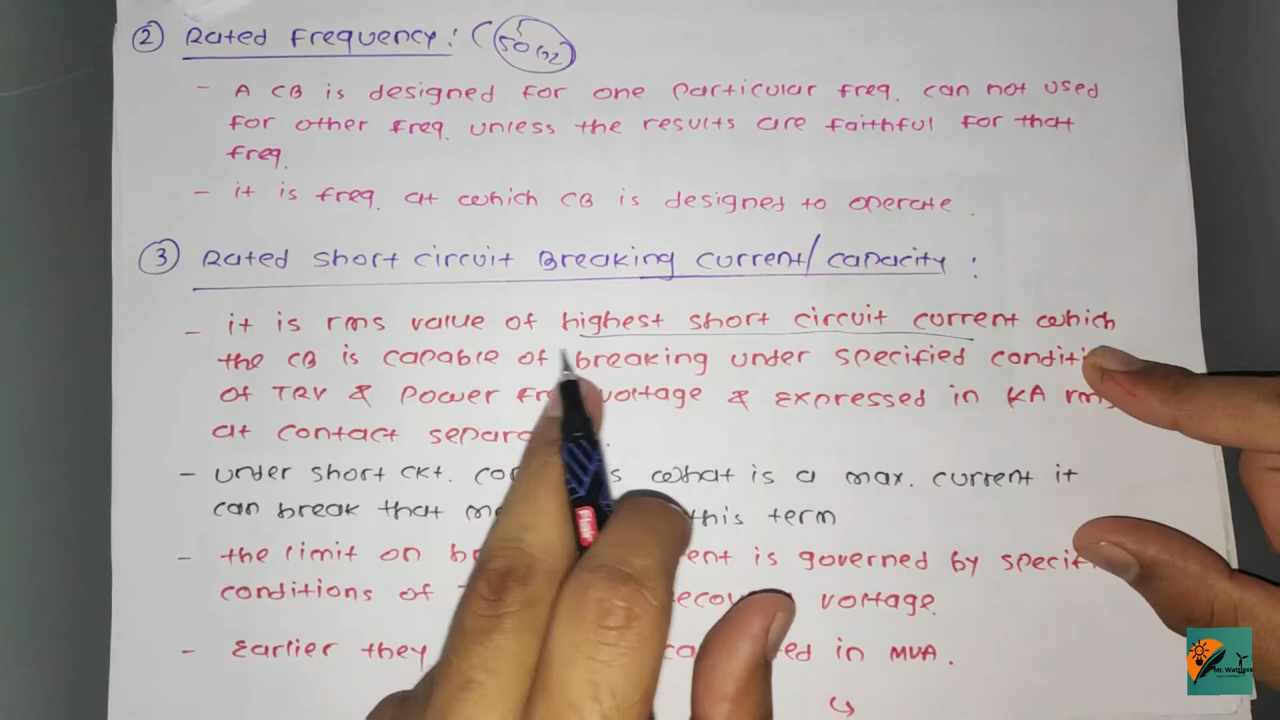 2 Rated Frequency: (50Hz)
- A CB is designed for one particular freq. can not used
for other freq. unless the results are faithful for that
freq.
- it is freq. at which CB is designed to operate.
3 Rated short circuit Breaking current/capacity:
- it is rms value of highest short circuit current which
the CB is capable of breaking under specified
of TRV & Power voltage & Expressed in KA
at contact
- under short ckt. what is a max. current it
can break that this term
- the limit on is governed by
conditions of voltage.
- Earlier they in MVA.
Flair
Mr. Wattless